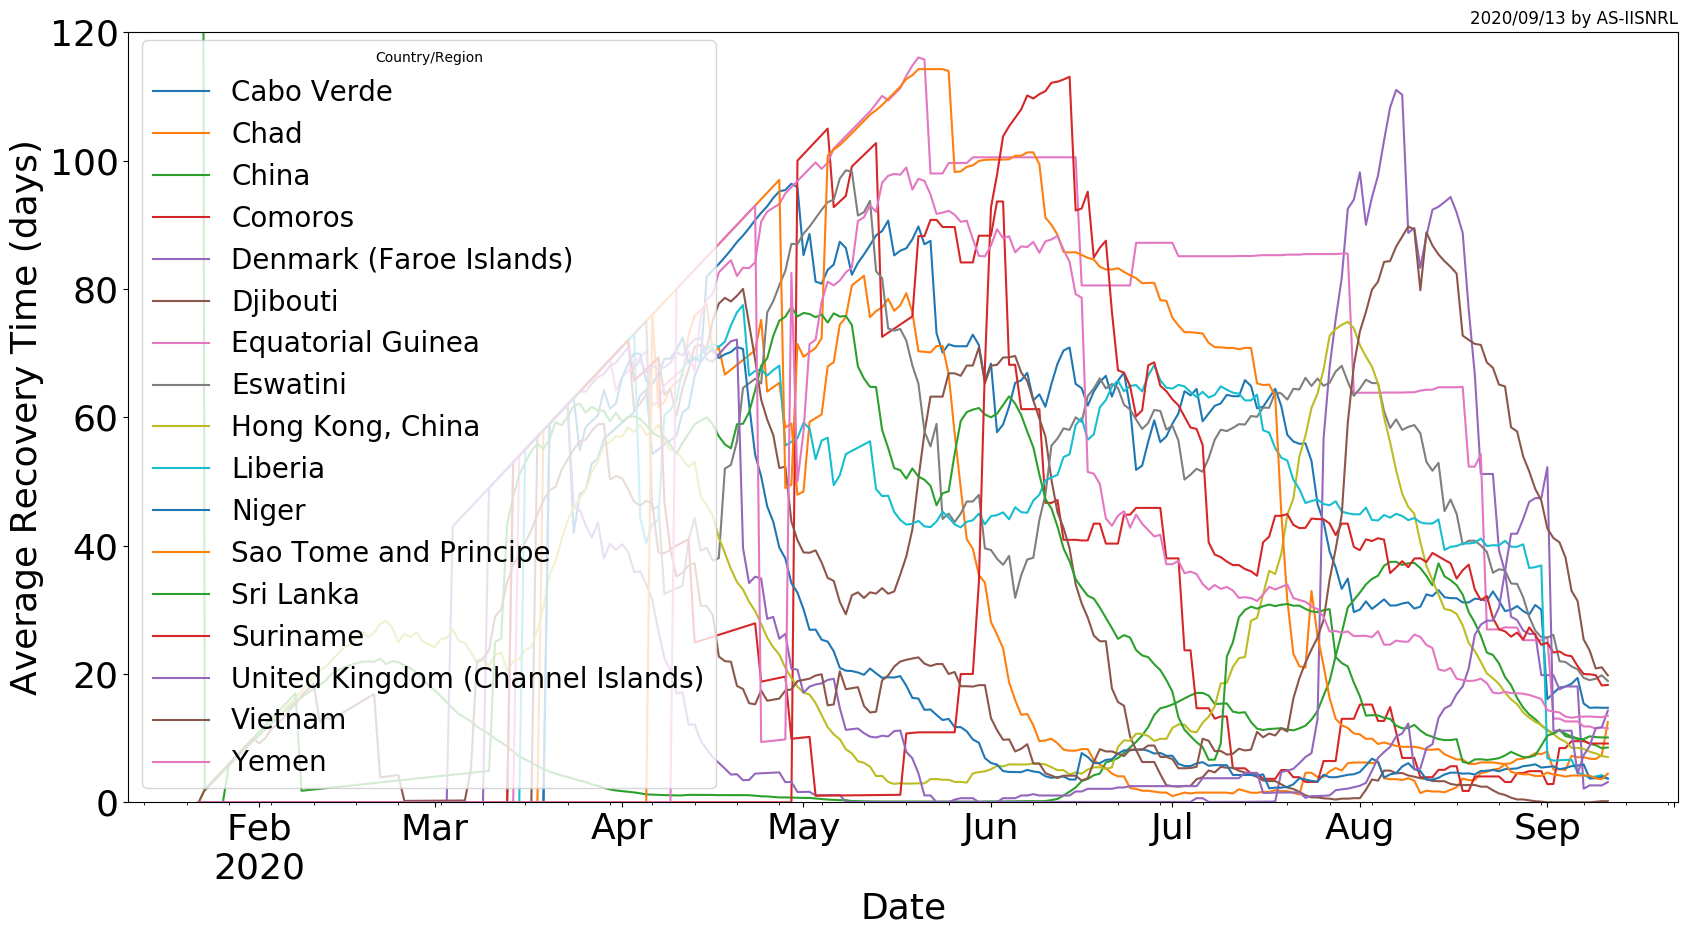 2020/09/13 by AS-IISNRL
120
100
80
60
40
20
0
Average Recovery Time (days)
Country/Region
Cabo Verde
Chad
China
Comoros
Denmark (Faroe Islands)
Djibouti
Equatorial Guinea
Eswatini
Hong Kong, China
Liberia
Niger
Sao Tome and Principe
Sri Lanka
Suriname
United Kingdom (Channel Islands)
Vietnam
Yemen
Feb Mar Apr May Jun Jul Aug Sep
2020
Date